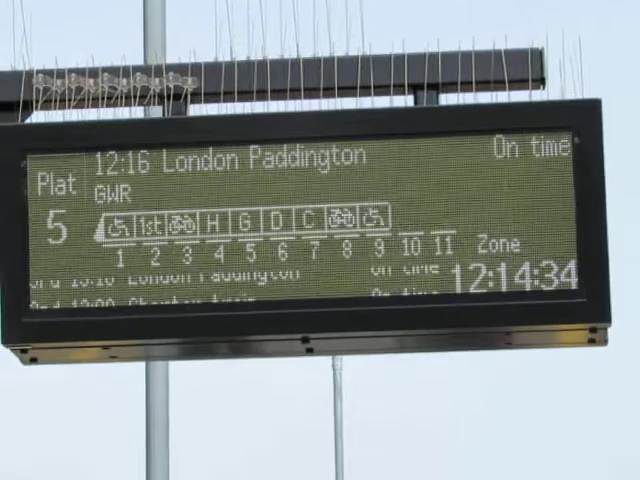 12:16 London Paddington On time
Plat GWR
5
1st H G D C
1 2 3 4 5 6 7 8 9 10 11 Zone
London Paddington On time
12:14:34